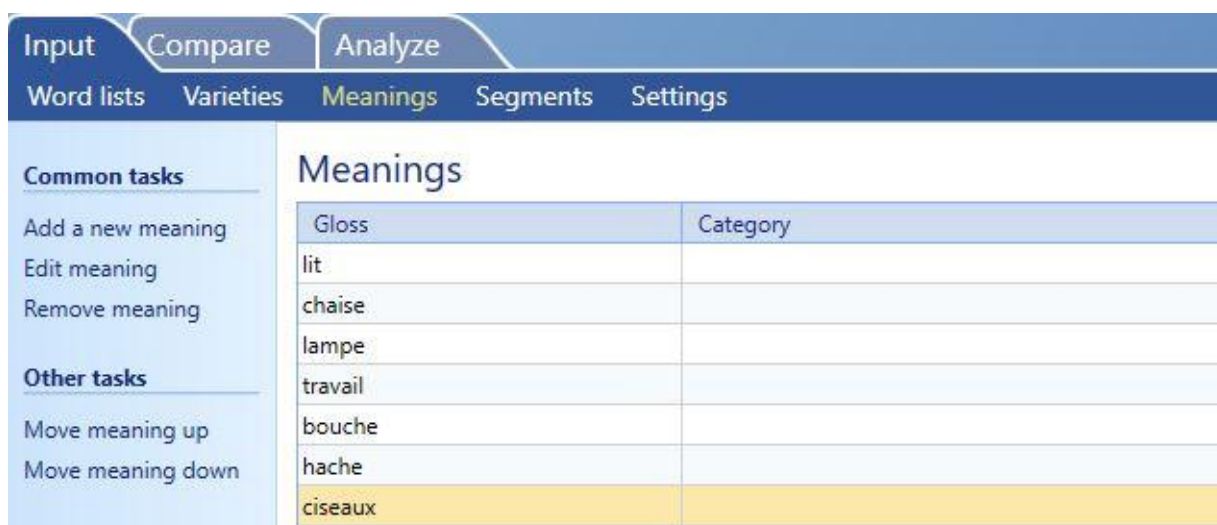 Input Compare Analyze
Word lists Varieties Meanings Segments Settings
Common tasks
Add a new meaning
Edit meaning
Remove meaning
Other tasks
Move meaning up
Move meaning down
Meanings
Gloss Category
lit
chaise
lampe
travail
bouche
hache
ciseaux